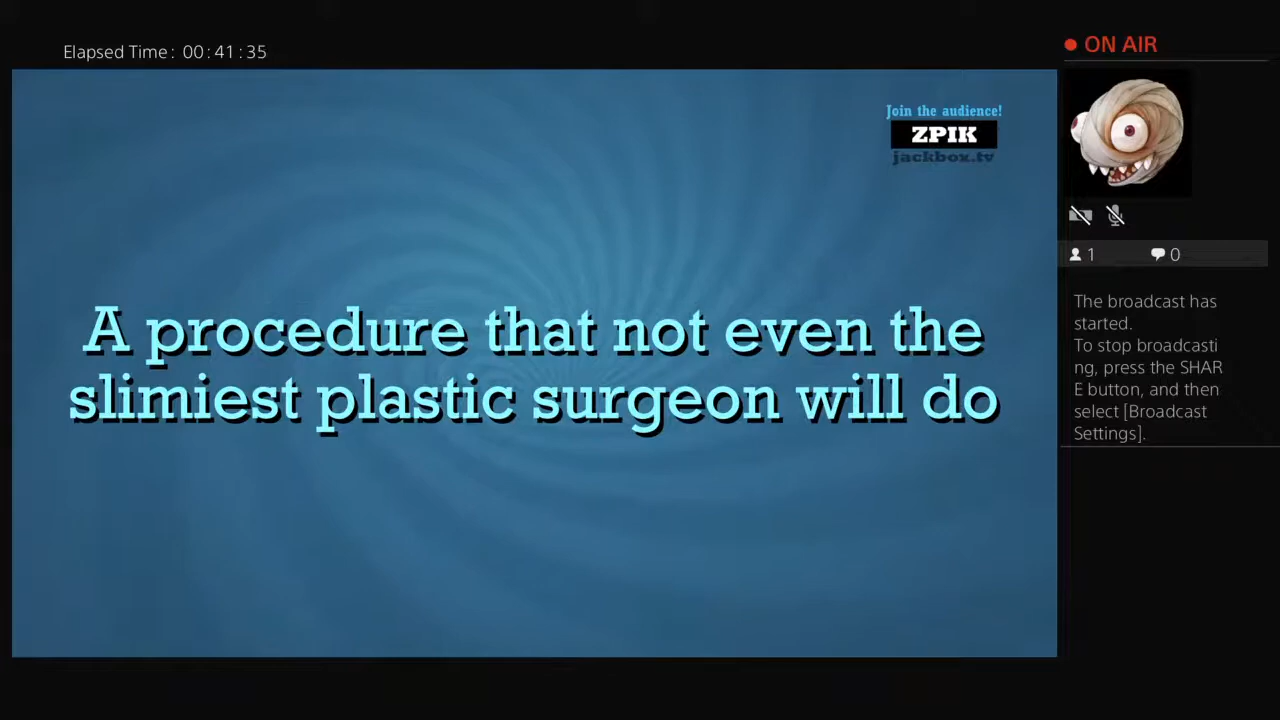 Elapsed Time: 00:41:35
ON AIR
Join the audience!
ZPIK
jackbox.tv
1
0
The broadcast has
started.
To stop broadcasti
ng, press the SHAR
E button, and then
select [Broadcast
Settings].
A procedure that not even the
slimiest plastic surgeon will do